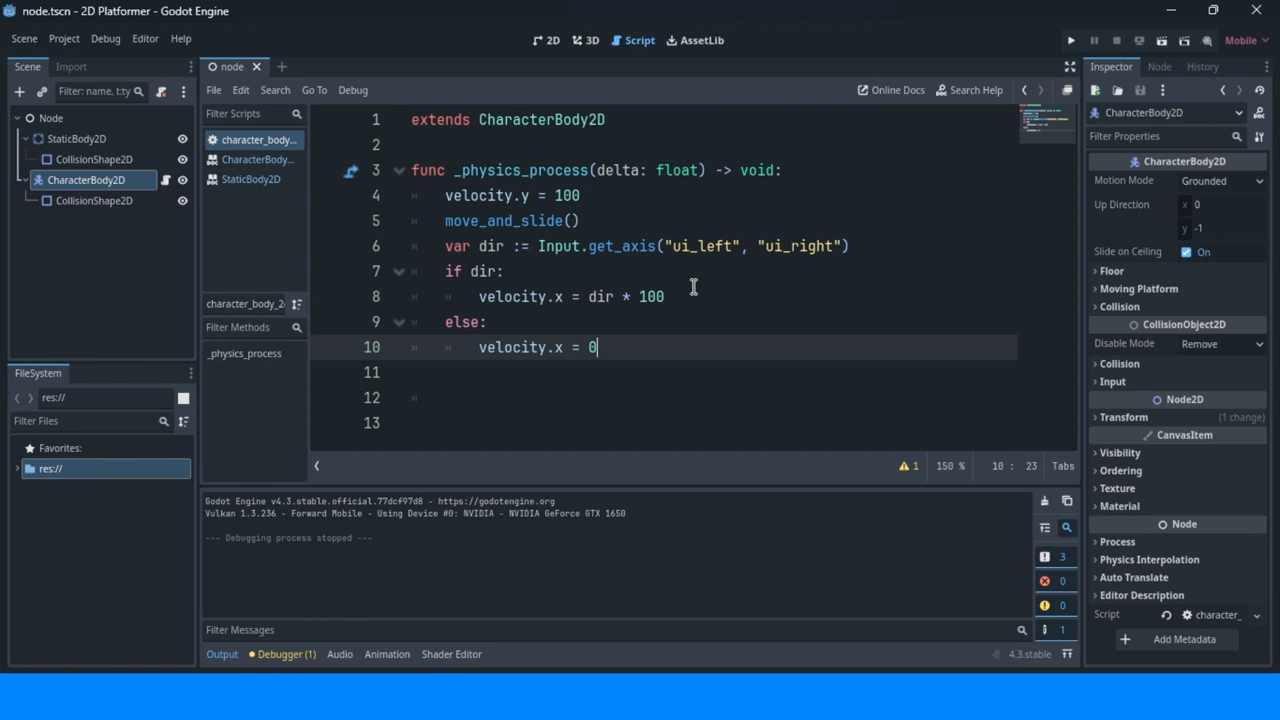 node.tscn - 2D Platformer - Godot Engine
Scene Project Debug Editor Help
2D 3D Script AssetLib
Mobile
Scene Import
Filter: name, t:ty
Node
StaticBody2D
CollisionShape2D
CharacterBody2D
CollisionShape2D
FileSystem
res://
Filter Files
Favorites:
res://
node
File Edit Search Go To Debug
Online Docs Search Help
Filter Scripts
character_body...
CharacterBody...
StaticBody2D
character_body_2
Filter Methods
_physics_process
1 extends CharacterBody2D
2
3 func _physics_process(delta: float) -> void:
4 velocity.y = 100
5 move_and_slide()
6 var dir := Input.get_axis("ui_left", "ui_right")
7 if dir:
8 velocity.x = dir * 100
9 else:
10 velocity.x = 0
11
12
13
1 150 % 10 : 23 Tabs
Godot Engine v4.3.stable.official.77dcf97d8 - https://godotengine.org
Vulkan 1.3.236 - Forward Mobile - Using Device #0: NVIDIA - NVIDIA GeForce GTX 1650
--- Debugging process stopped ---
3
0
0
1
Filter Messages
Output Debugger (1) Audio Animation Shader Editor
4.3.stable
Inspector Node History
CharacterBody2D
Filter Properties
CharacterBody2D
Motion Mode Grounded
Up Direction x 0
y -1
Slide on Ceiling On
Floor
Moving Platform
Collision
CollisionObject2D
Disable Mode Remove
Collision
Input
Node2D
Transform (1 change)
CanvasItem
Visibility
Ordering
Texture
Material
Node
Process
Physics Interpolation
Auto Translate
Editor Description
Script character_
Add Metadata